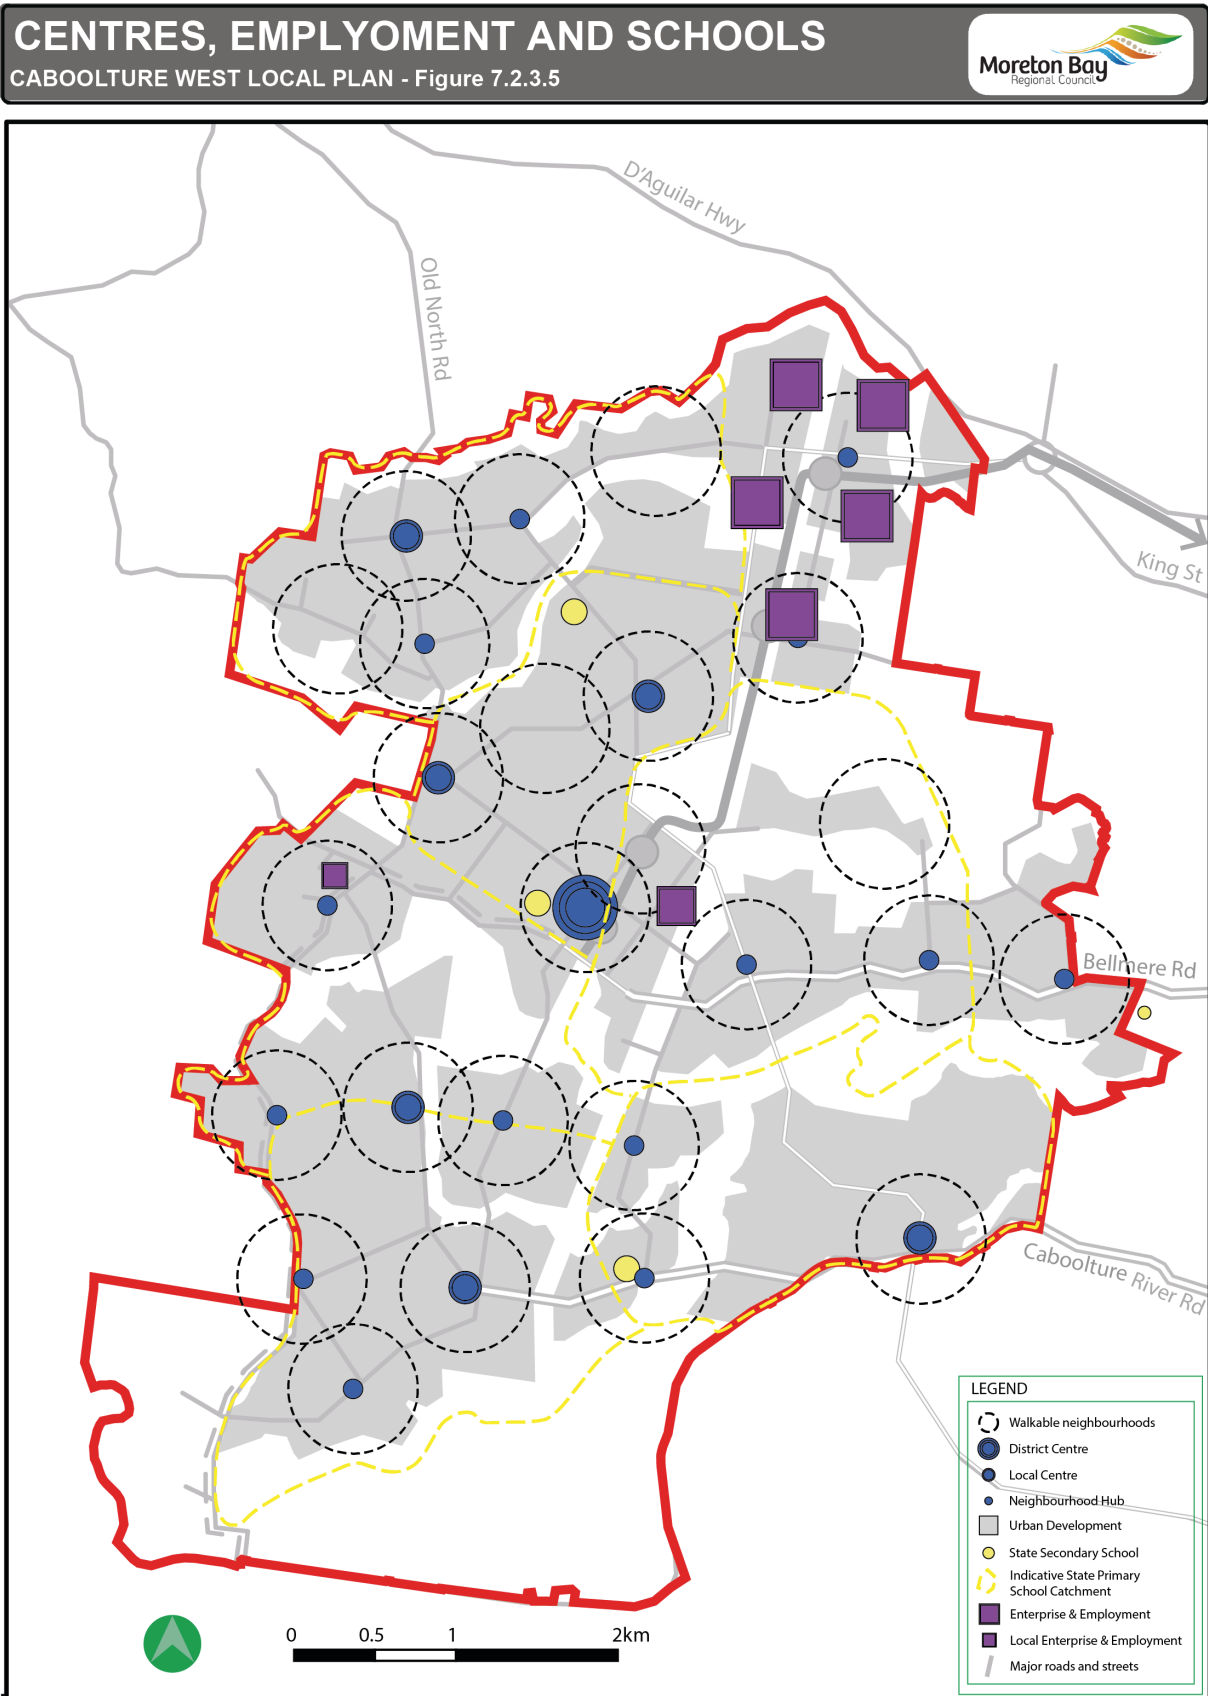 CENTRES, EMPLYOMENT AND SCHOOLS
CABOOLTURE WEST LOCAL PLAN - Figure 7.2.3.5
Moreton Bay
Regional Council
D'Aguilar Hwy
Old North Rd
King St
Bellmere Rd
Caboolture River Rd
LEGEND
Walkable neighbourhoods
District Centre
Local Centre
Neighbourhood Hub
Urban Development
State Secondary School
Indicative State Primary
School Catchment
Enterprise & Employment
Local Enterprise & Employment
Major roads and streets
0 0.5 1 2km